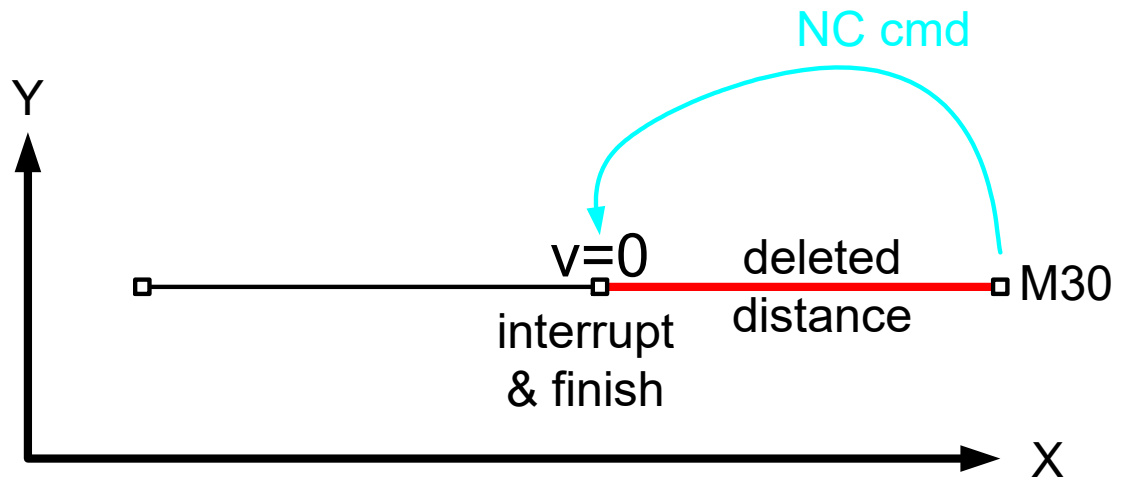 NC cmd
Y
v=0
deleted
distance
M30
interrupt
& finish
X